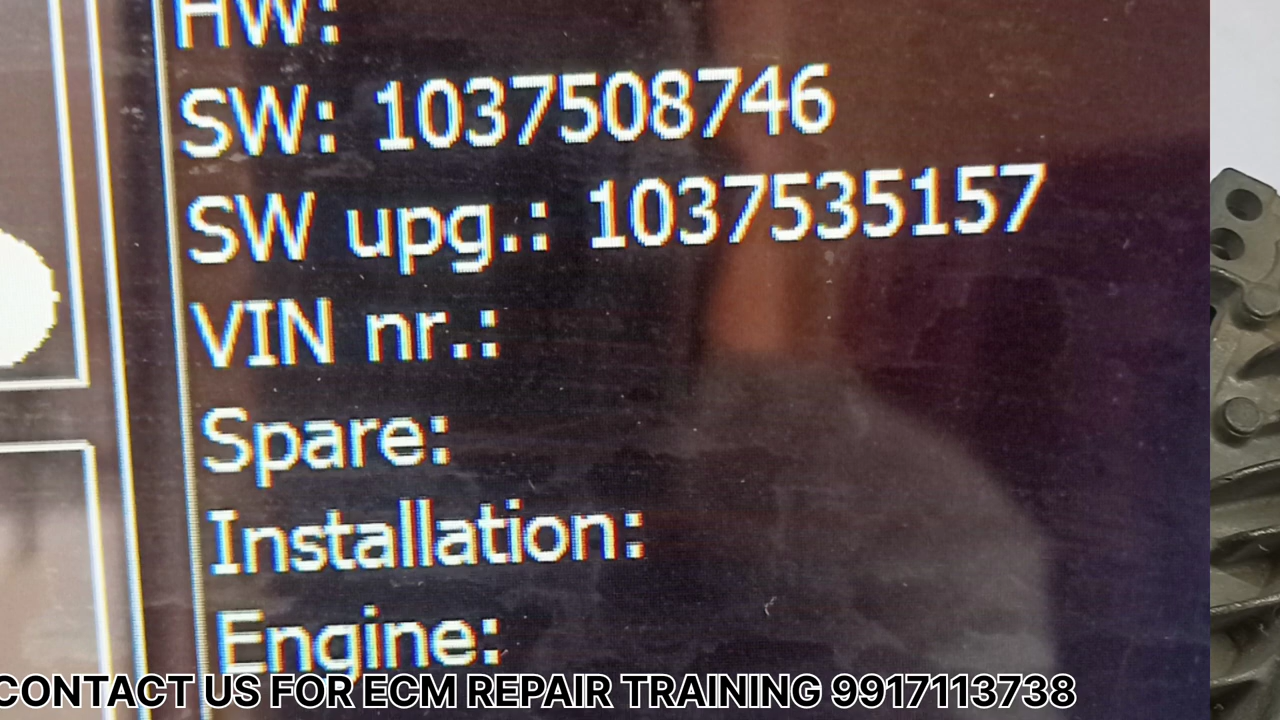 HW:
SW: 1037508746
SW upg.: 1037535157
VIN nr.:
Spare:
Installation:
Engine:
CONTACT US FOR ECM REPAIR TRAINING 9917113738